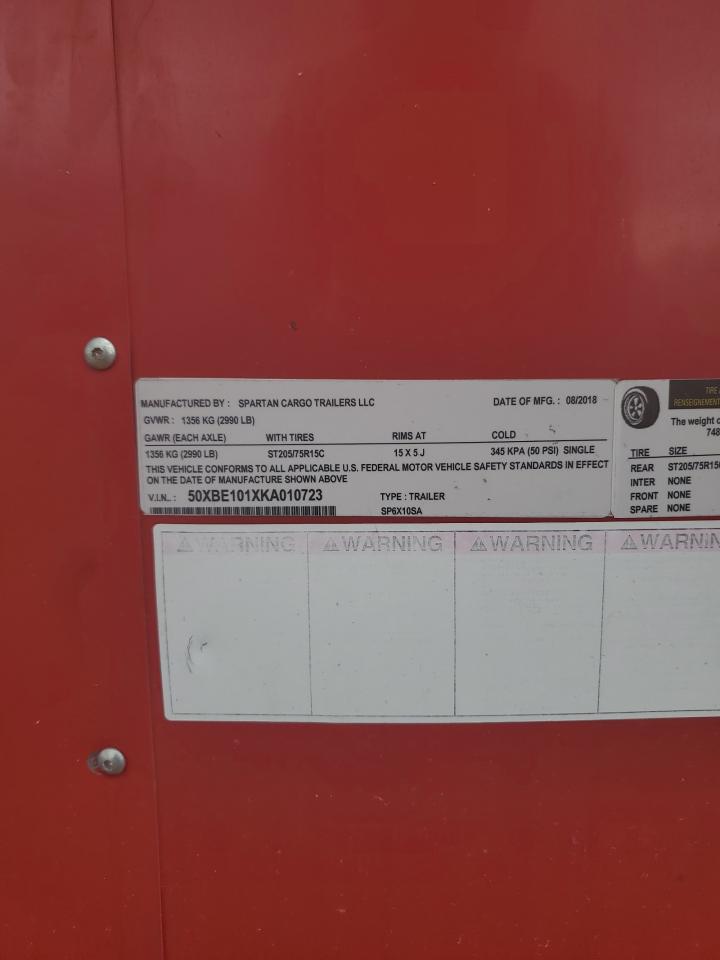 MANUFACTURED BY : SPARTAN CARGO TRAILERS LLC DATE OF MFG. : 08/2018
GVWR : 1356 KG (2990 LB)
GAWR (EACH AXLE) WITH TIRES RIMS AT COLD
1356 KG (2990 LB) ST205/75R15C 15 X 5 J 345 KPA (50 PSI) SINGLE
THIS VEHICLE CONFORMS TO ALL APPLICABLE U.S. FEDERAL MOTOR VEHICLE SAFETY STANDARDS IN EFFECT
ON THE DATE OF MANUFACTURE SHOWN ABOVE
V.I.N.. : 50XBE101XKA010723 TYPE : TRAILER
SP6X10SA
TIRE
RENSEIGNEMENT
The weight
748
TIRE SIZE
REAR ST205/75R15
INTER NONE
FRONT NONE
SPARE NONE
WARNING WARNING WARNING WARNIN